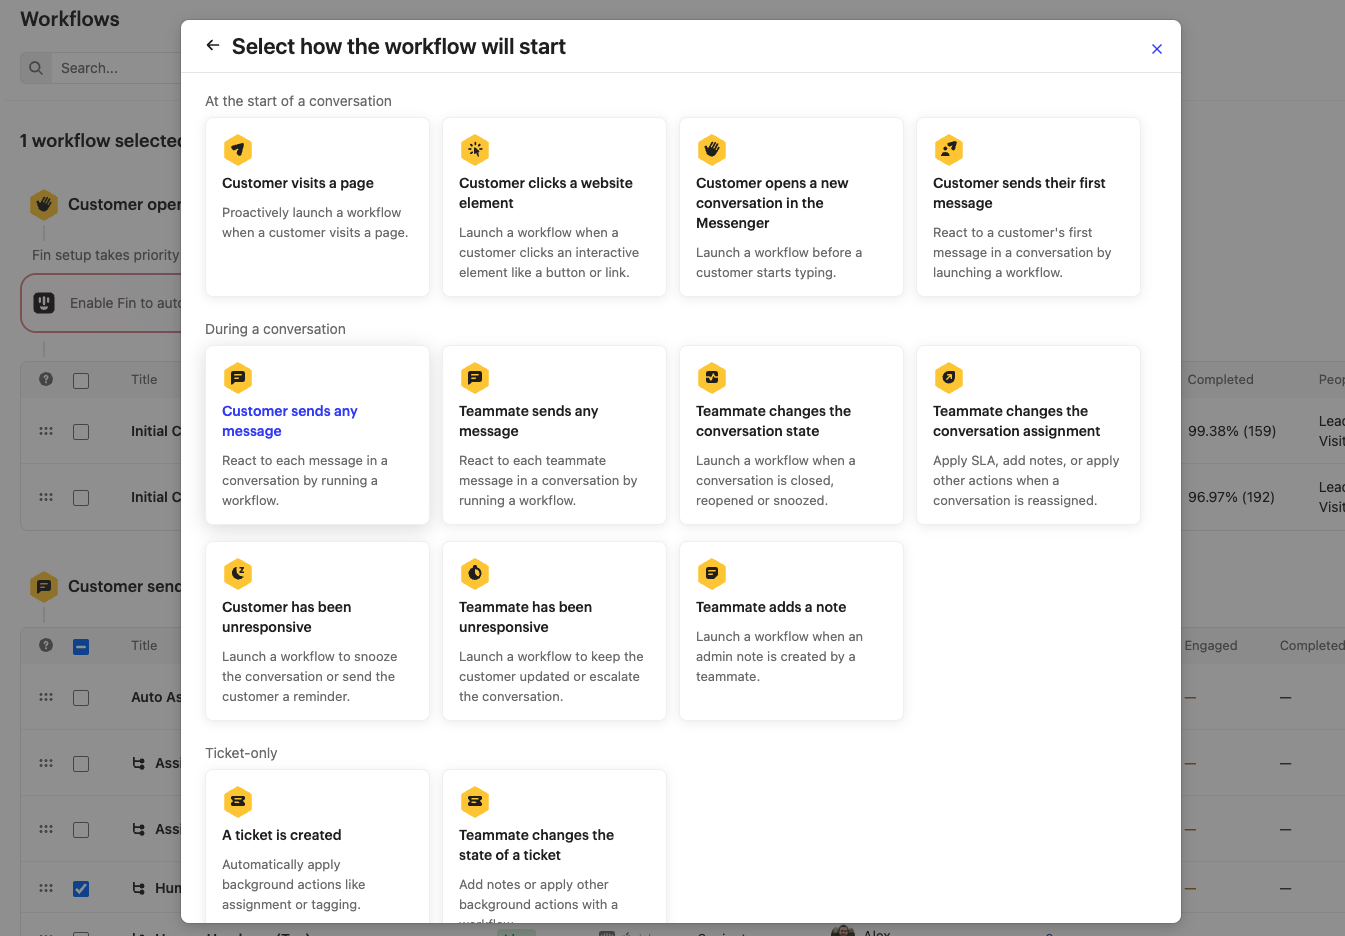 Workflows
Search...
1 workflow selected
Customer open
Fin setup takes priority
Enable Fin to auto
Title
Completed
Peop
Initial C
99.38% (159)
Lead
Visit
Initial C
96.97% (192)
Lead
Visit
Customer send
Title
Engaged
Completed
Auto As
Assi
Assi
Hum
Alex
Select how the workflow will start
At the start of a conversation
Customer visits a page
Proactively launch a workflow
when a customer visits a page.
Customer clicks a website
element
Launch a workflow when a
customer clicks an interactive
element like a button or link.
Customer opens a new
conversation in the
Messenger
Launch a workflow before a
customer starts typing.
Customer sends their first
message
React to a customer's first
message in a conversation by
launching a workflow.
During a conversation
Customer sends any
message
React to each message in a
conversation by running a
workflow.
Teammate sends any
message
React to each teammate
message in a conversation by
running a workflow.
Teammate changes the
conversation state
Launch a workflow when a
conversation is closed,
reopened or snoozed.
Teammate changes the
conversation assignment
Apply SLA, add notes, or apply
other actions when a
conversation is reassigned.
Customer has been
unresponsive
Launch a workflow to snooze
the conversation or send the
customer a reminder.
Teammate has been
unresponsive
Launch a workflow to keep the
customer updated or escalate
the conversation.
Teammate adds a note
Launch a workflow when an
admin note is created by a
teammate.
Ticket-only
A ticket is created
Automatically apply
background actions like
assignment or tagging.
Teammate changes the
state of a ticket
Add notes or apply other
background actions with a
workflow.